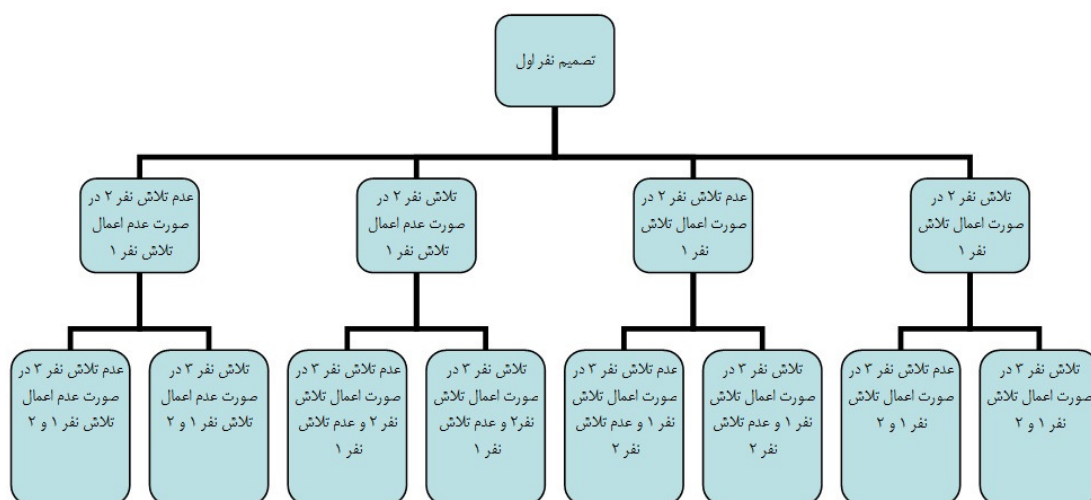 تصمیم نفر اول
تلاش نفر ۲ در
صورت اعمال تلاش
نفر ۱
عدم تلاش نفر ۲ در
صورت اعمال تلاش
نفر ۱
تلاش نفر ۲ در
صورت عدم اعمال
تلاش نفر ۱
عدم تلاش نفر ۲ در
صورت عدم اعمال
تلاش نفر ۱
تلاش نفر ۳ در
صورت اعمال تلاش
نفر ۱ و ۲
عدم تلاش نفر ۳ در
صورت اعمال تلاش
نفر ۱ و ۲
تلاش نفر ۳ در
صورت اعمال تلاش
نفر ۱ و عدم تلاش
نفر ۲
عدم تلاش نفر ۳ در
صورت اعمال تلاش
نفر ۱ و عدم تلاش
نفر ۲
تلاش نفر ۳ در
صورت اعمال تلاش
نفر۲ و عدم تلاش
نفر ۱
عدم تلاش نفر ۳ در
صورت اعمال تلاش
نفر ۲ و عدم تلاش
نفر ۱
تلاش نفر ۳ در
صورت عدم اعمال
تلاش نفر ۱ و ۲
عدم تلاش نفر ۳ در
صورت عدم اعمال
تلاش نفر ۱ و ۲